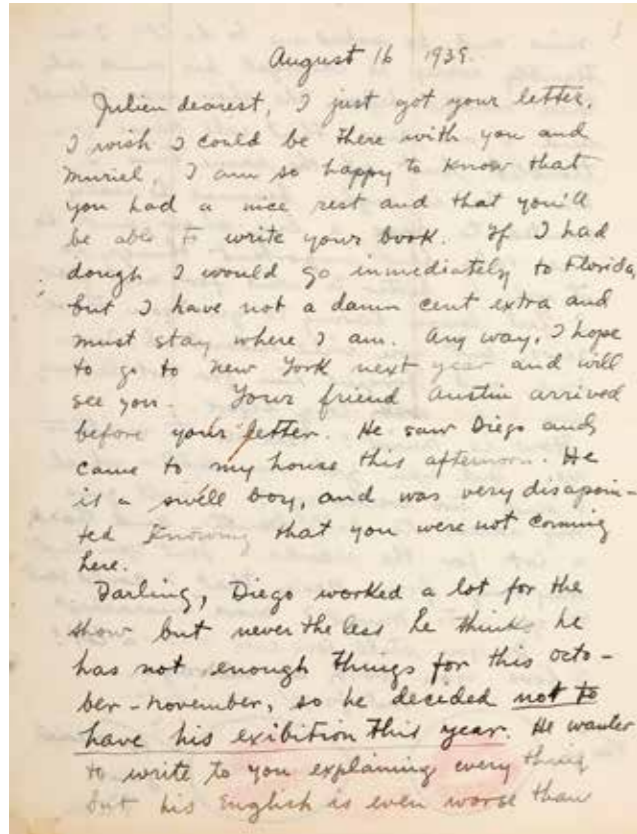 August 16 1939.
Julien dearest, I just got your letter,
I wish I could be there with you and
Muriel, I am so happy to know that
you had a nice rest and that you'll
be able to write your book. If I had
dough I would go inmediately to Florida,
but I have not a damn cent extra and
must stay where I am. Any way, I hope
to go to New York next year and will
see you. Your friend Austin arrived
before your letter. He saw Diego and
came to my house this afternoon. He
is a swell boy, and was very disapoin-
ted knowing that you were not coming
here.
Darling, Diego worked a lot for the
show but never the less he thinks he
has not enough things for this octo-
ber-november, so he decided not to
have his exibition this year. He wanted
to write to you explaining every thing
but his English is even worse than